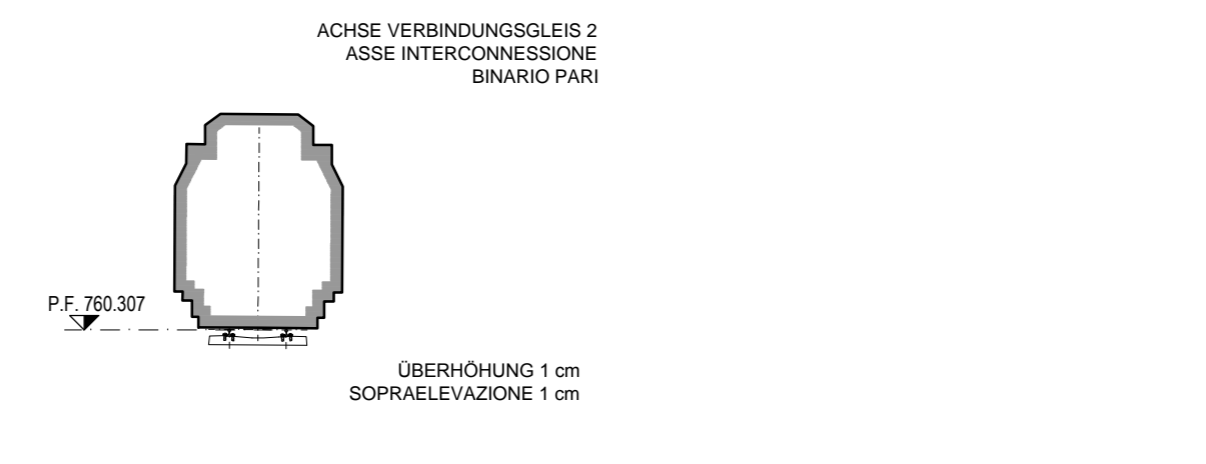 ACHSE VERBINDUNGSGLEIS 2
ASSE INTERCONNESSIONE
BINARIO PARI
P.F. 760.307
ÜBERHÖHUNG 1 cm
SOPRAELEVAZIONE 1 cm